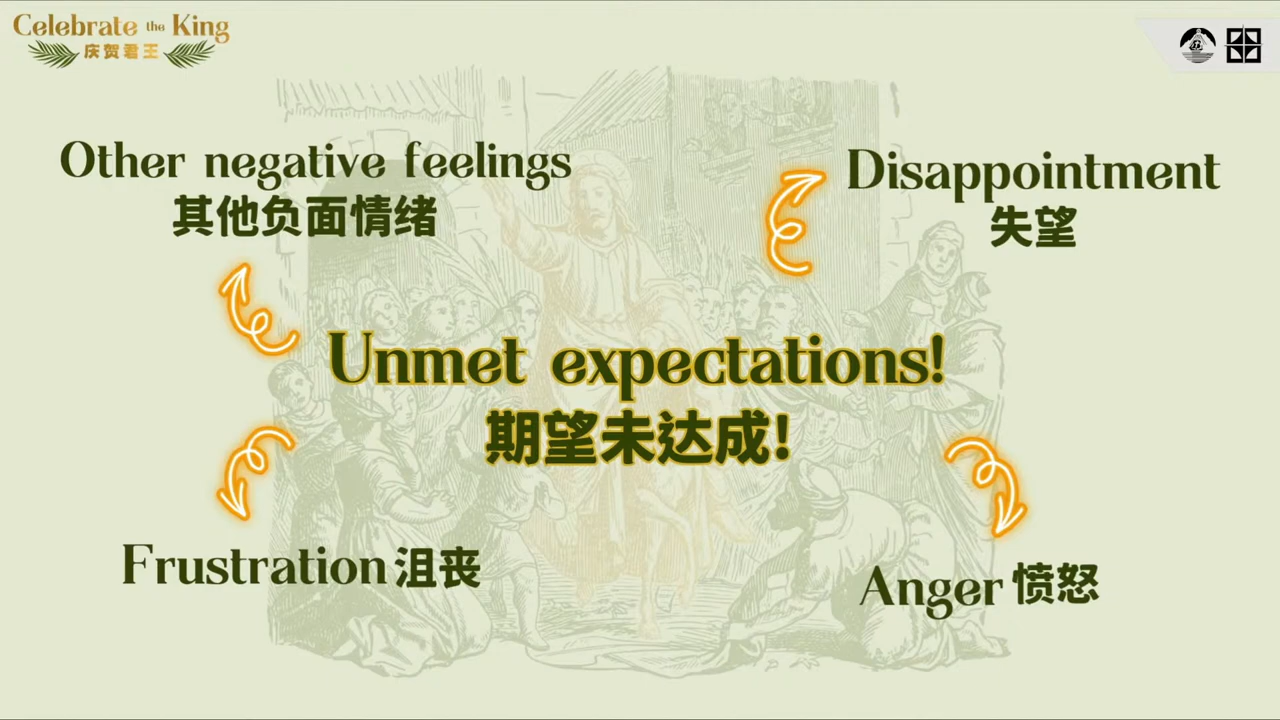 Celebrate the King
庆贺君王
Other negative feelings
其他负面情绪
Disappointment
失望
Unmet expectations!
期望未达成!
Frustration 沮丧
Anger 愤怒